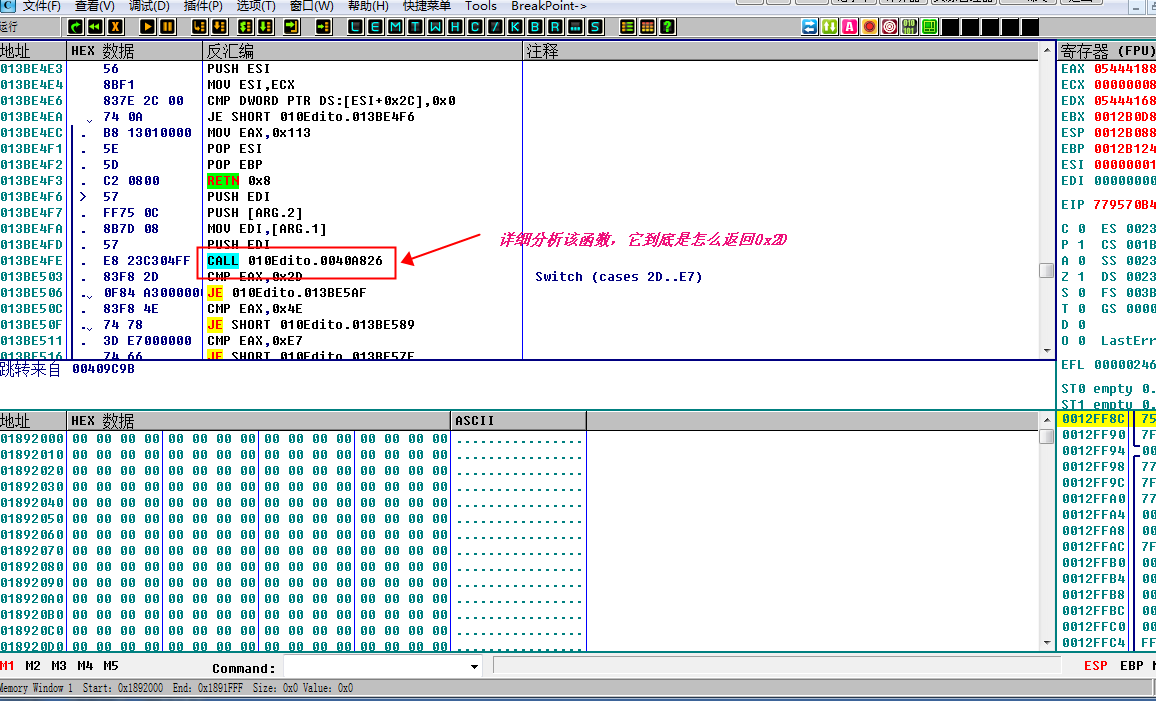 C 文件(F) 查看(V) 调试(D) 插件(P) 选项(T) 窗口(W) 帮助(H) 快捷菜单 Tools BreakPoint->
运行 L E M T W H C / K B R ... S ?
地址 HEX 数据 反汇编 注释
013BE4E3 56 PUSH ESI
013BE4E4 8BF1 MOV ESI,ECX
013BE4E6 837E 2C 00 CMP DWORD PTR DS:[ESI+0x2C],0x0
013BE4EA 74 0A JE SHORT 010Edito.013BE4F6
013BE4EC . B8 13010000 MOV EAX,0x113
013BE4F1 . 5E POP ESI
013BE4F2 . 5D POP EBP
013BE4F3 . C2 0800 RETN 0x8
013BE4F6 > 57 PUSH EDI
013BE4F7 . FF75 0C PUSH [ARG.2]
013BE4FA . 8B7D 08 MOV EDI,[ARG.1]
013BE4FD . 57 PUSH EDI
013BE4FE . E8 23C304FF CALL 010Edito.0040A826
013BE503 . 83F8 2D CMP EAX,0x2D Switch (cases 2D..E7)
013BE506 . 0F84 A3000000 JE 010Edito.013BE5AF
013BE50C . 83F8 4E CMP EAX,0x4E
013BE50F . 74 78 JE SHORT 010Edito.013BE589
013BE511 . 3D E7000000 CMP EAX,0xE7
013BE516 . 74 66 JE SHORT 010Edito.013BE57E
详细分析该函数，它到底是怎么返回0x2D
跳转来自 00409C9B
寄存器 (FPU)
EAX 05444188
ECX 00000008
EDX 05444168
EBX 0012B0D8
ESP 0012B088
EBP 0012B124
ESI 00000001
EDI 00000000
EIP 779570B4
C 0 ES 0023
P 1 CS 001B
A 0 SS 0023
Z 1 DS 0023
S 0 FS 003B
T 0 GS 0000
D 0
O 0 LastErr
EFL 00000246
ST0 empty 0.
ST1 empty 0.
地址 HEX 数据 ASCII
01892000 00 00 00 00 00 00 00 00 00 00 00 00 00 00 00 00 ................
01892010 00 00 00 00 00 00 00 00 00 00 00 00 00 00 00 00 ................
01892020 00 00 00 00 00 00 00 00 00 00 00 00 00 00 00 00 ................
01892030 00 00 00 00 00 00 00 00 00 00 00 00 00 00 00 00 ................
01892040 00 00 00 00 00 00 00 00 00 00 00 00 00 00 00 00 ................
01892050 00 00 00 00 00 00 00 00 00 00 00 00 00 00 00 00 ................
01892060 00 00 00 00 00 00 00 00 00 00 00 00 00 00 00 00 ................
01892070 00 00 00 00 00 00 00 00 00 00 00 00 00 00 00 00 ................
01892080 00 00 00 00 00 00 00 00 00 00 00 00 00 00 00 00 ................
01892090 00 00 00 00 00 00 00 00 00 00 00 00 00 00 00 00 ................
018920A0 00 00 00 00 00 00 00 00 00 00 00 00 00 00 00 00 ................
018920B0 00 00 00 00 00 00 00 00 00 00 00 00 00 00 00 00 ................
018920C0 00 00 00 00 00 00 00 00 00 00 00 00 00 00 00 00 ................
018920D0 00 00 00 00 00 00 00 00 00 00 00 00 00 00 00 00 ................
0012FF8C 75
0012FF90 7F
0012FF94 00
0012FF98 77
0012FF9C 7F
0012FFA0 77
0012FFA4 00
0012FFA8 00
0012FFAC 7F
0012FFB0 00
0012FFB4 00
0012FFB8 00
0012FFBC 00
0012FFC0 00
0012FFC4 FF
M1 M2 M3 M4 M5 Command: ESP EBP
Memory Window 1 Start: 0x1892000 End: 0x1891FFF Size: 0x0 Value: 0x0